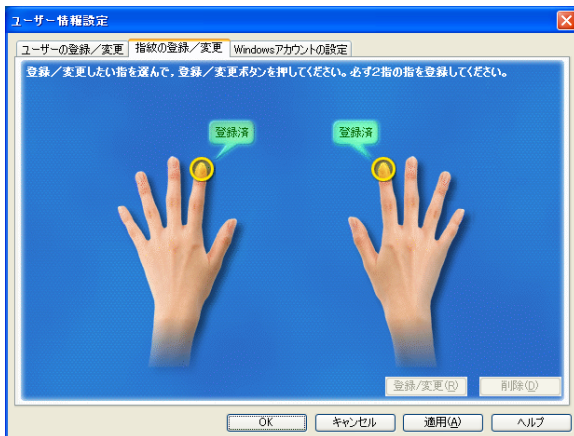 ユーザー情報設定
ユーザーの登録／変更 指紋の登録／変更 Windowsアカウントの設定
登録／変更したい指を選んで，登録／変更ボタンを押してください。必ず2指の指を登録してください。
登録済 登録済
登録/変更(R) 削除(D)
OK キャンセル 適用(A) ヘルプ